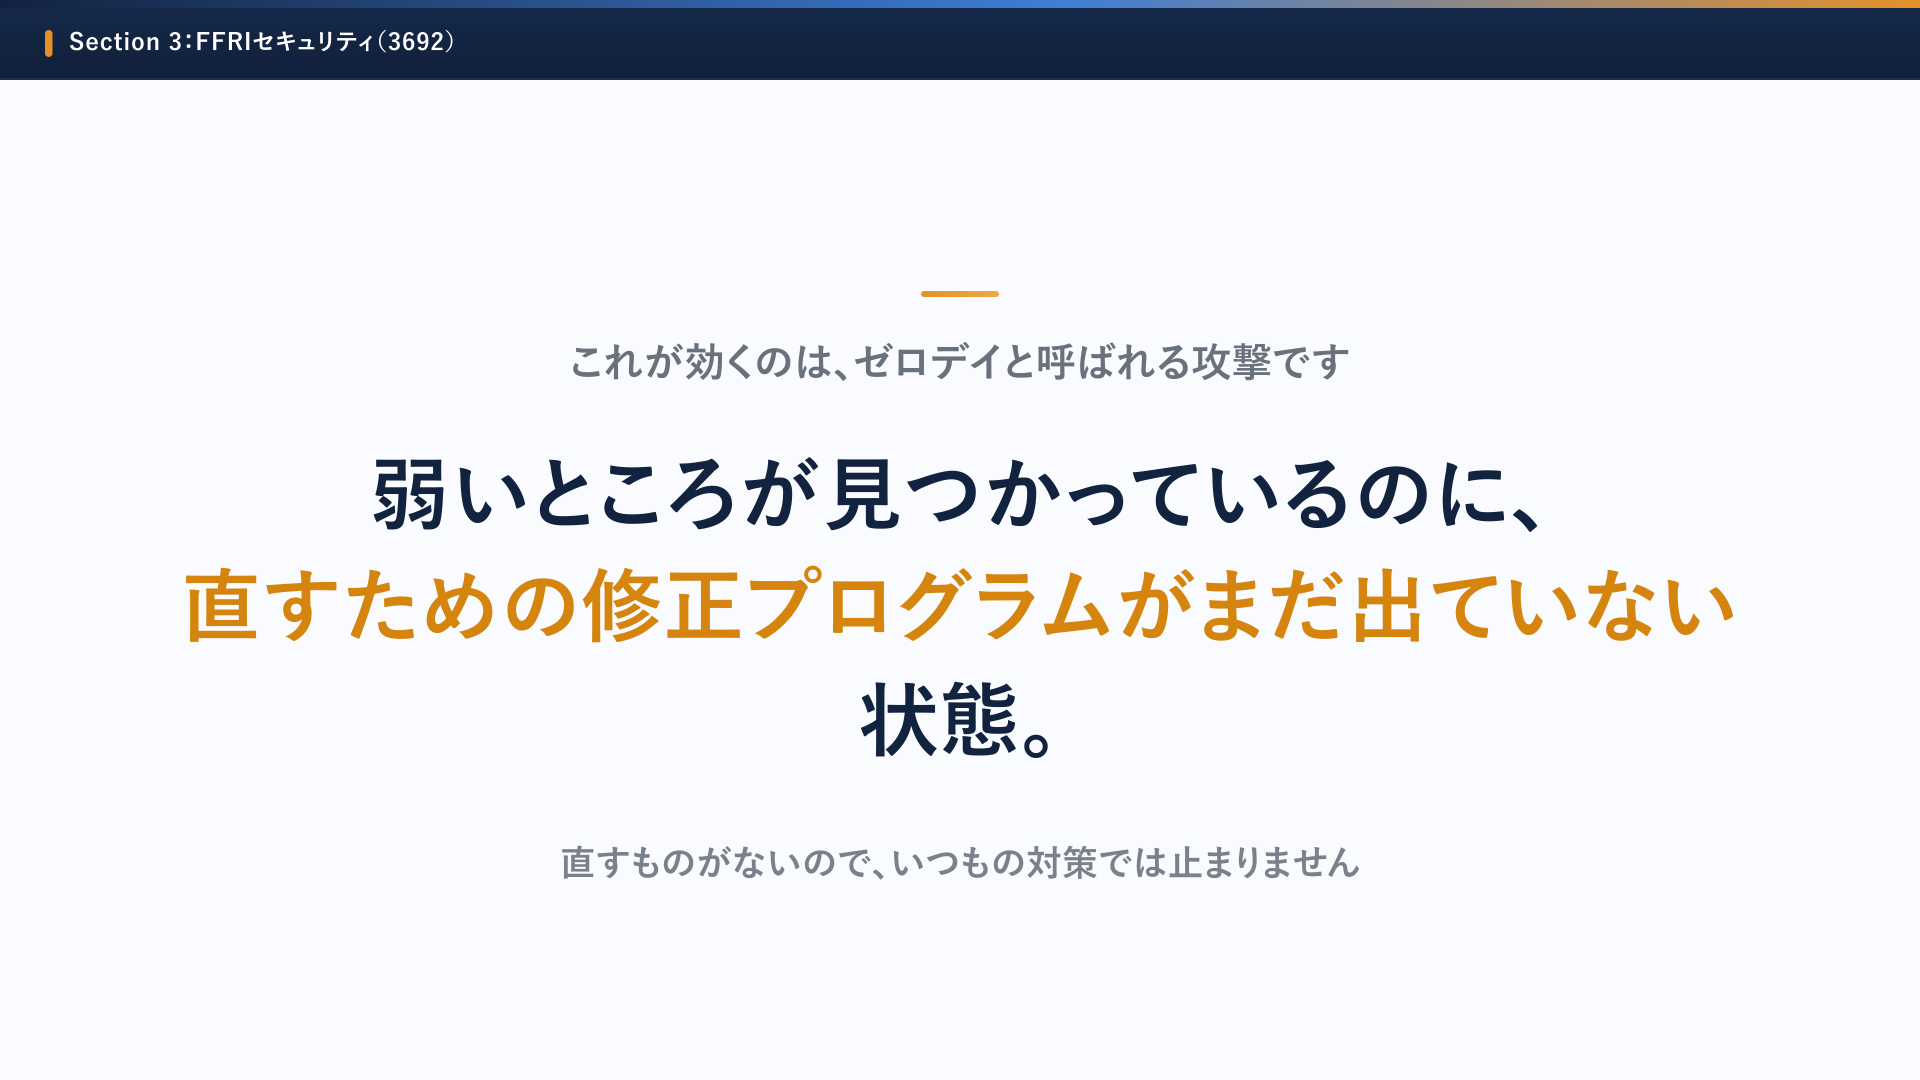 Section 3：FFRIセキュリティ（3692）
これが効くのは、ゼロデイと呼ばれる攻撃です
弱いところが見つかっているのに、
直すための修正プログラムがまだ出ていない
状態。
直すものがないので、いつもの対策では止まりません